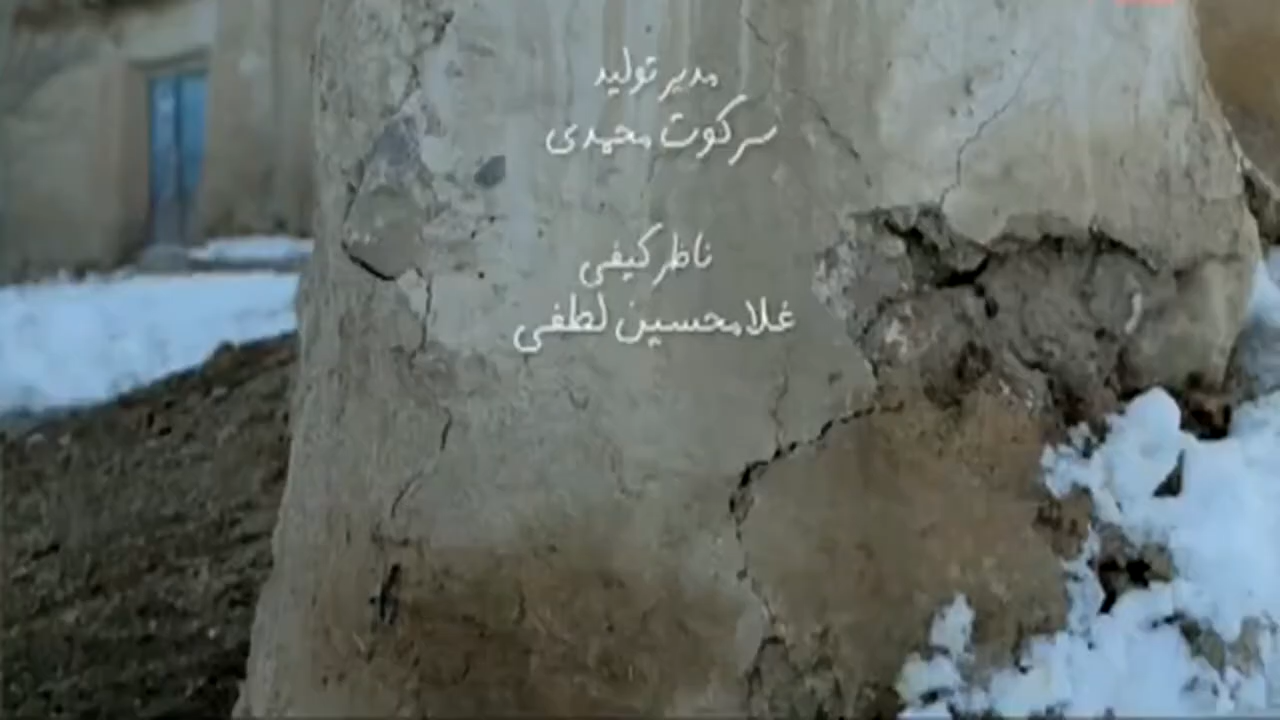 مدیر تولید
سرکوت محمدی
ناظر کیفی
غلامحسین لطفی